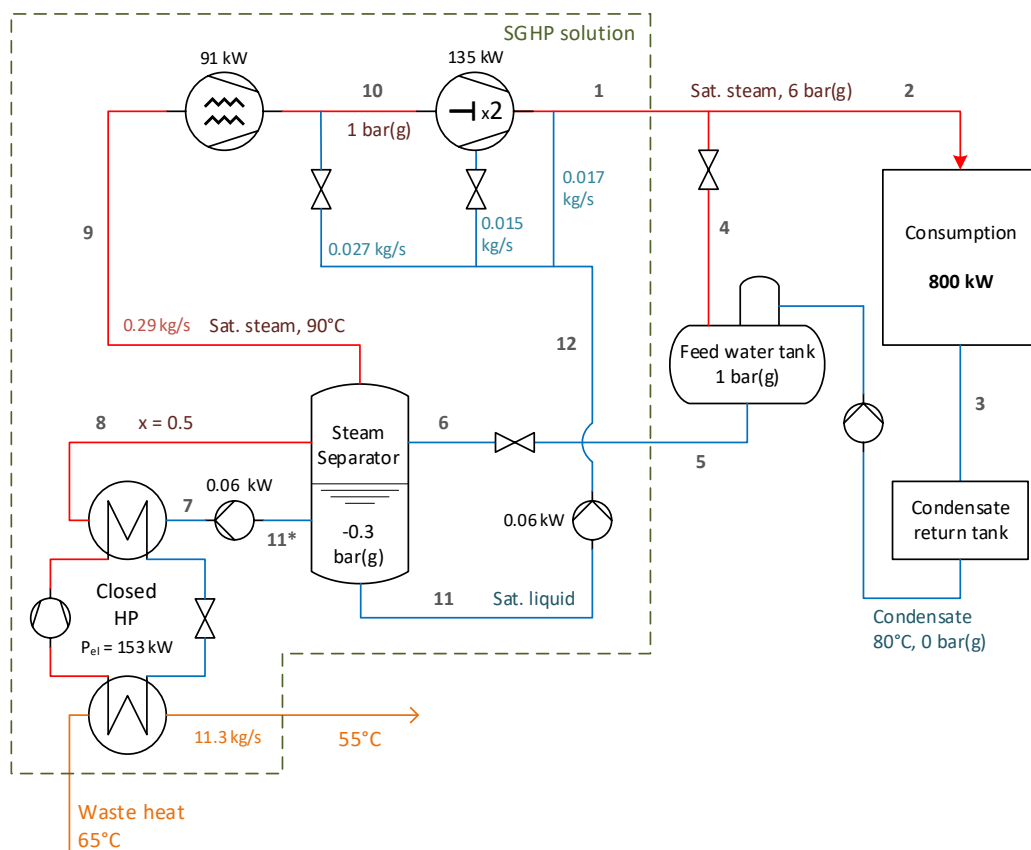 SGHP solution
91 kW
135 kW
10
1
Sat. steam, 6 bar(g)
2
x2
1 bar(g)
0.017
kg/s
0.015
kg/s
0.027 kg/s
9
4
Consumption
800 kW
0.29 kg/s
Sat. steam, 90°C
12
Feed water tank
1 bar(g)
3
8
x = 0.5
Steam
Separator
6
5
7
0.06 kW
11*
-0.3
bar(g)
0.06 kW
Condensate
return tank
Closed
HP
Pel = 153 kW
11
Sat. liquid
Condensate
80°C, 0 bar(g)
11.3 kg/s
55°C
Waste heat
65°C